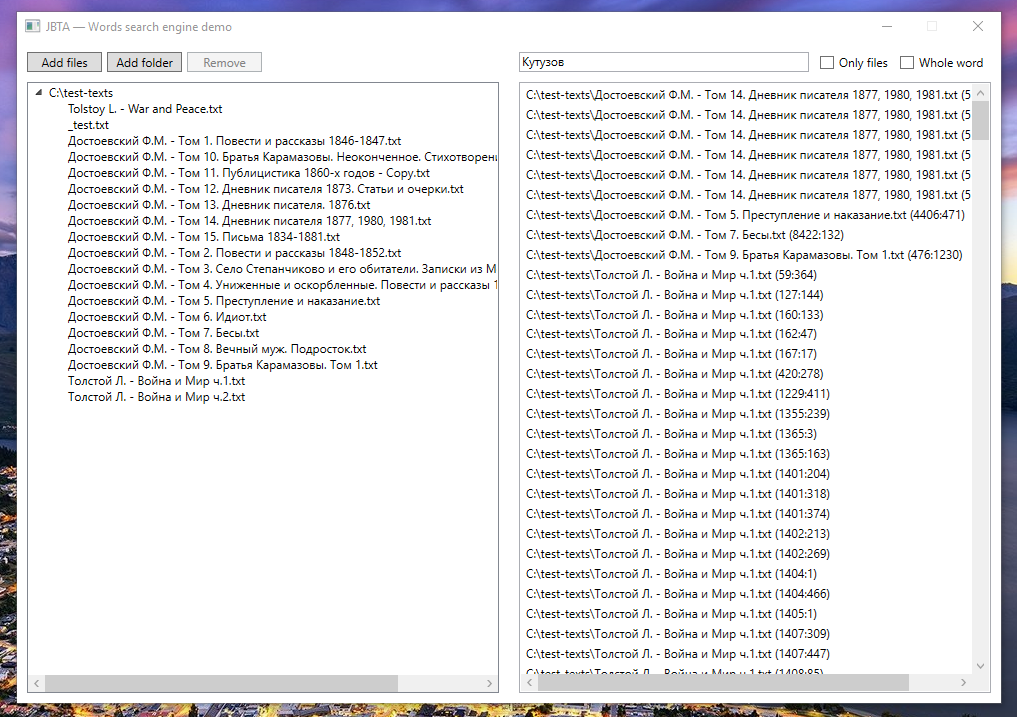 JBTA — Words search engine demo
Add files
Add folder
Remove
C:\test-texts
Tolstoy L. - War and Peace.txt
_test.txt
Достоевский Ф.М. - Том 1. Повести и рассказы 1846-1847.txt
Достоевский Ф.М. - Том 10. Братья Карамазовы. Неоконченное. Стихотворени
Достоевский Ф.М. - Том 11. Публицистика 1860-х годов - Copy.txt
Достоевский Ф.М. - Том 12. Дневник писателя 1873. Статьи и очерки.txt
Достоевский Ф.М. - Том 13. Дневник писателя. 1876.txt
Достоевский Ф.М. - Том 14. Дневник писателя 1877, 1980, 1981.txt
Достоевский Ф.М. - Том 15. Письма 1834-1881.txt
Достоевский Ф.М. - Том 2. Повести и рассказы 1848-1852.txt
Достоевский Ф.М. - Том 3. Село Степанчиково и его обитатели. Записки из М
Достоевский Ф.М. - Том 4. Униженные и оскорбленные. Повести и рассказы 1
Достоевский Ф.М. - Том 5. Преступление и наказание.txt
Достоевский Ф.М. - Том 6. Идиот.txt
Достоевский Ф.М. - Том 7. Бесы.txt
Достоевский Ф.М. - Том 8. Вечный муж. Подросток.txt
Достоевский Ф.М. - Том 9. Братья Карамазовы. Том 1.txt
Толстой Л. - Война и Мир ч.1.txt
Толстой Л. - Война и Мир ч.2.txt
Кутузов
Only files
Whole word
C:\test-texts\Достоевский Ф.М. - Том 14. Дневник писателя 1877, 1980, 1981.txt (5
C:\test-texts\Достоевский Ф.М. - Том 14. Дневник писателя 1877, 1980, 1981.txt (5
C:\test-texts\Достоевский Ф.М. - Том 14. Дневник писателя 1877, 1980, 1981.txt (5
C:\test-texts\Достоевский Ф.М. - Том 14. Дневник писателя 1877, 1980, 1981.txt (5
C:\test-texts\Достоевский Ф.М. - Том 14. Дневник писателя 1877, 1980, 1981.txt (5
C:\test-texts\Достоевский Ф.М. - Том 14. Дневник писателя 1877, 1980, 1981.txt (5
C:\test-texts\Достоевский Ф.М. - Том 5. Преступление и наказание.txt (4406:471)
C:\test-texts\Достоевский Ф.М. - Том 7. Бесы.txt (8422:132)
C:\test-texts\Достоевский Ф.М. - Том 9. Братья Карамазовы. Том 1.txt (476:1230)
C:\test-texts\Толстой Л. - Война и Мир ч.1.txt (59:364)
C:\test-texts\Толстой Л. - Война и Мир ч.1.txt (127:144)
C:\test-texts\Толстой Л. - Война и Мир ч.1.txt (160:133)
C:\test-texts\Толстой Л. - Война и Мир ч.1.txt (162:47)
C:\test-texts\Толстой Л. - Война и Мир ч.1.txt (167:17)
C:\test-texts\Толстой Л. - Война и Мир ч.1.txt (420:278)
C:\test-texts\Толстой Л. - Война и Мир ч.1.txt (1229:411)
C:\test-texts\Толстой Л. - Война и Мир ч.1.txt (1355:239)
C:\test-texts\Толстой Л. - Война и Мир ч.1.txt (1365:3)
C:\test-texts\Толстой Л. - Война и Мир ч.1.txt (1365:163)
C:\test-texts\Толстой Л. - Война и Мир ч.1.txt (1401:204)
C:\test-texts\Толстой Л. - Война и Мир ч.1.txt (1401:318)
C:\test-texts\Толстой Л. - Война и Мир ч.1.txt (1401:374)
C:\test-texts\Толстой Л. - Война и Мир ч.1.txt (1402:213)
C:\test-texts\Толстой Л. - Война и Мир ч.1.txt (1402:269)
C:\test-texts\Толстой Л. - Война и Мир ч.1.txt (1404:1)
C:\test-texts\Толстой Л. - Война и Мир ч.1.txt (1404:466)
C:\test-texts\Толстой Л. - Война и Мир ч.1.txt (1405:1)
C:\test-texts\Толстой Л. - Война и Мир ч.1.txt (1407:309)
C:\test-texts\Толстой Л. - Война и Мир ч.1.txt (1407:447)
C:\test-texts\Толстой Л. - Война и Мир ч.1.txt (1408:85)